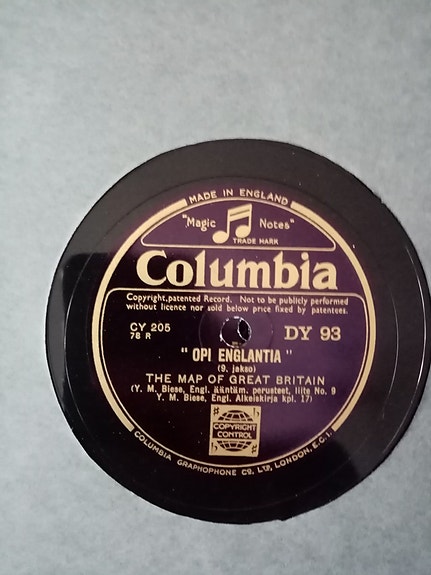 MADE IN ENGLAND
"Magic Notes"
TRADE MARK
Columbia
Copyright, patented Record. Not to be publicly performed
without licence nor sold below price fixed by patentees.
CY 205 DY 93
78 R
" OPI ENGLANTIA "
(9. jakso)
THE MAP OF GREAT BRITAIN
(Y. M. Biese, Engl. ääntäm. perusteet, liite No. 9
Y. M. Biese, Engl. Alkeiskirja kpl. 17)
COPYRIGHT
CONTROL
COLUMBIA GRAPHOPHONE CO. LTD, LONDON, E.C.1.